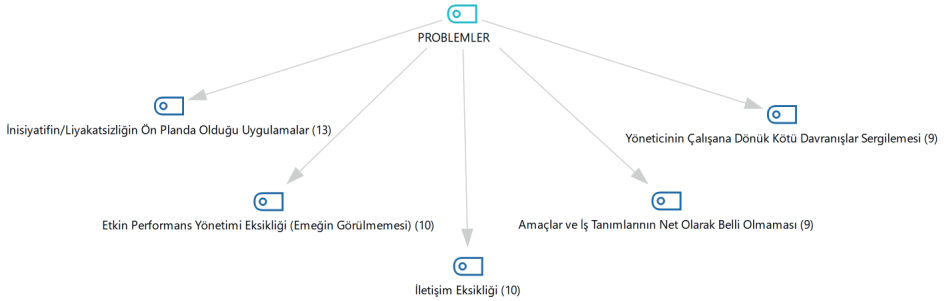 PROBLEMLER
İnisiyatifin/Liyakatsizliğin Ön Planda Olduğu Uygulamalar (13)
Yöneticinin Çalışana Dönük Kötü Davranışlar Sergilemesi (9)
Etkin Performans Yönetimi Eksikliği (Emeğin Görülmemesi) (10)
Amaçlar ve İş Tanımlarının Net Olarak Belli Olmaması (9)
İletişim Eksikliği (10)